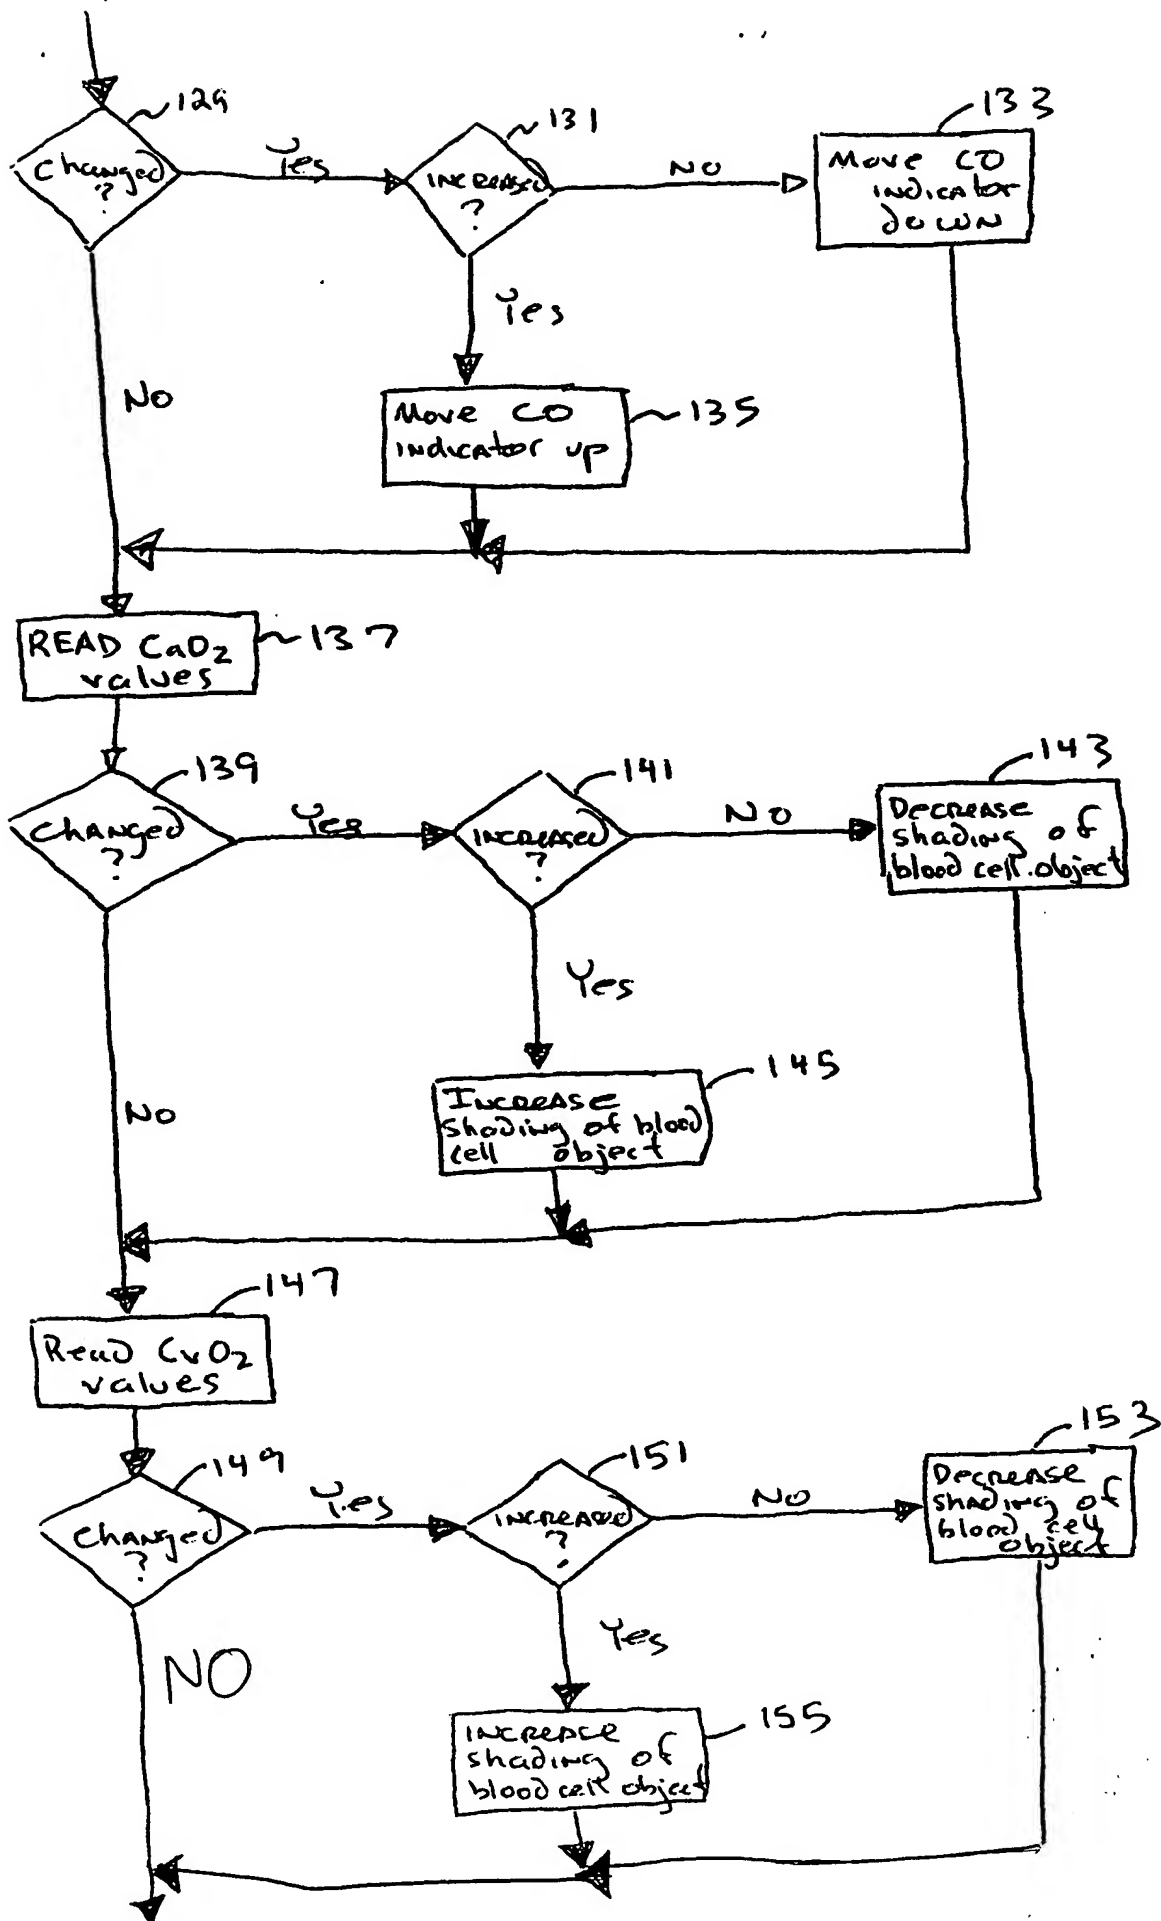 129
Changed
?
Yes
131
INCREASED
?
NO
133
Move CO
INDICATOR
DOWN
Yes
NO
Move CO
INDICATOR UP
135
READ CaO2
values
137
139
CHANGED
?
Yes
141
INCREASED
?
NO
143
DECREASE
shading of
blood cell object
Yes
NO
INCREASE
shading of blood
cell object
145
147
Read CvO2
values
149
CHANGED
?
Yes
151
INCREASED
?
NO
153
DECREASE
shading of
blood cell
object
Yes
NO
INCREASE
shading of
blood cell object
155